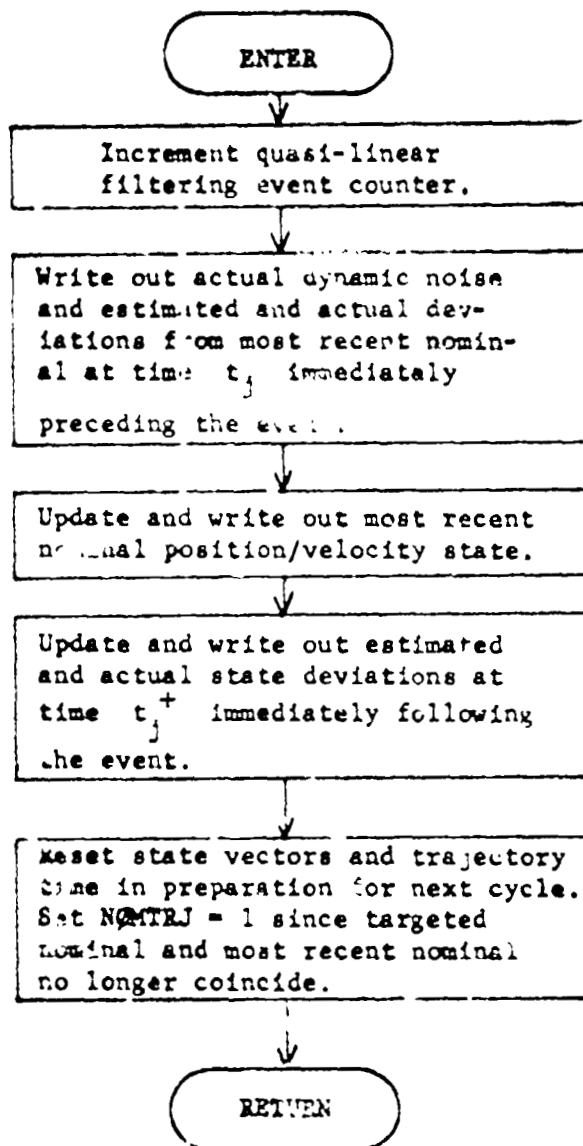 ENTER
Increment quasi-linear
filtering event counter.
Write out actual dynamic noise
and estimated and actual dev-
iations from most recent nomin-
al at time t_j immediately
preceding the event.
Update and write out most recent
nominal position/velocity state.
Update and write out estimated
and actual state deviations at
time t_j^+ immediately following
the event.
Reset state vectors and trajectory
time in preparation for next cycle.
Set NØMTRJ = 1 since targeted
nominal and most recent nominal
no longer coincide.
RETURN